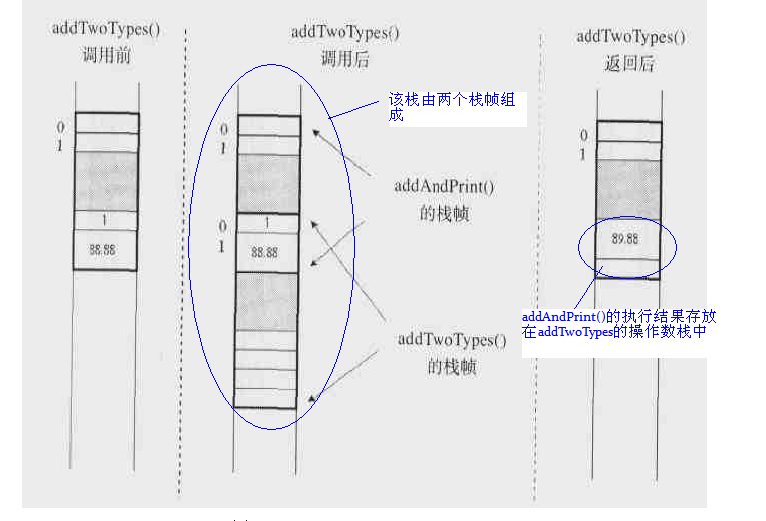 addTwoTypes()
调用前
0
1
1
88.88
addTwoTypes()
调用后
该栈由两个栈帧组
成
0
1
0
1
1
88.88
addAndPrint()
的栈帧
addTwoTypes()
的栈帧
addTwoTypes()
返回后
0
1
89.88
addAndPrint()的执行结果存放
在addTwoTypes的操作数栈中